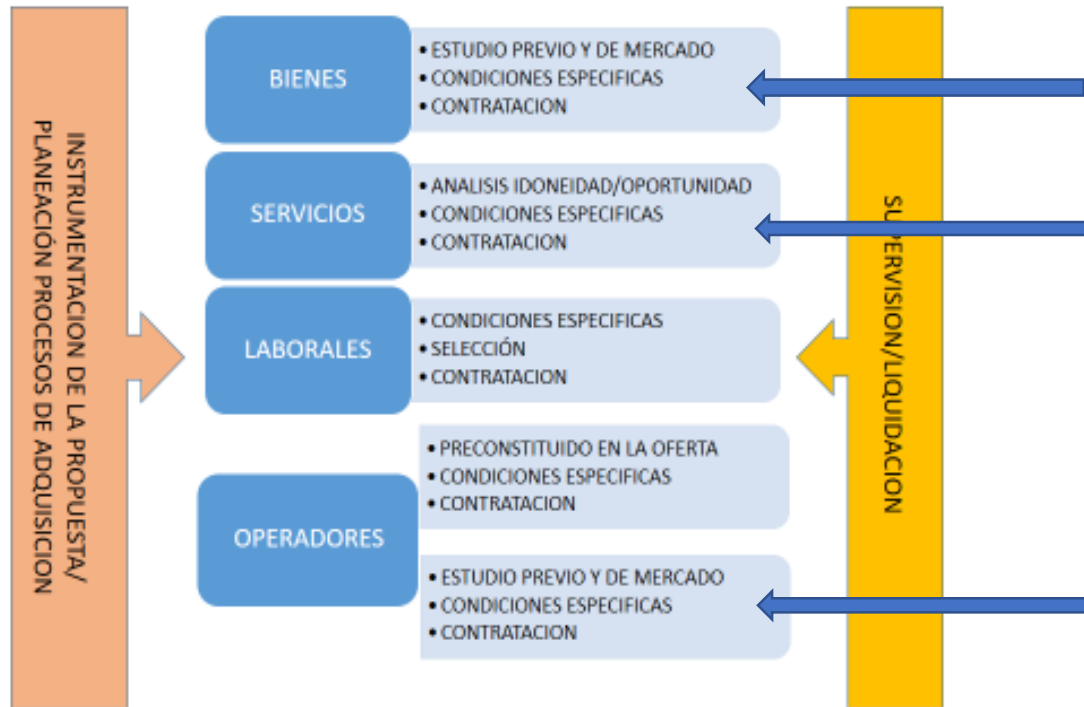 INSTRUMENTACION DE LA PROPUESTA/
PLANEACIÓN PROCESOS DE ADQUISICION
BIENES
• ESTUDIO PREVIO Y DE MERCADO
• CONDICIONES ESPECIFICAS
• CONTRATACION
SERVICIOS
• ANALISIS IDONEIDAD/OPORTUNIDAD
• CONDICIONES ESPECIFICAS
• CONTRATACION
LABORALES
• CONDICIONES ESPECIFICAS
• SELECCIÓN
• CONTRATACION
OPERADORES
• PRECONSTITUIDO EN LA OFERTA
• CONDICIONES ESPECIFICAS
• CONTRATACION
• ESTUDIO PREVIO Y DE MERCADO
• CONDICIONES ESPECIFICAS
• CONTRATACION
SUPERVISION/LIQUIDACION